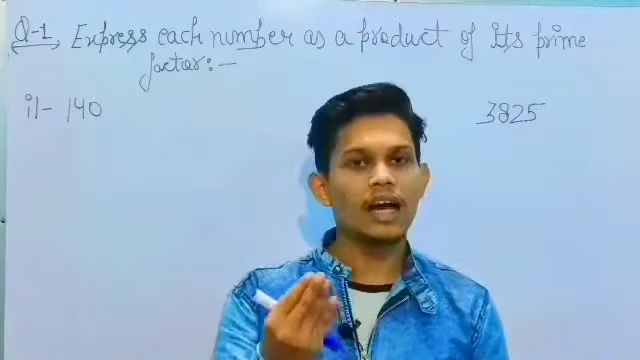 Q-1, Express each number as a product of its prime
factor:-
i)- 140
3825